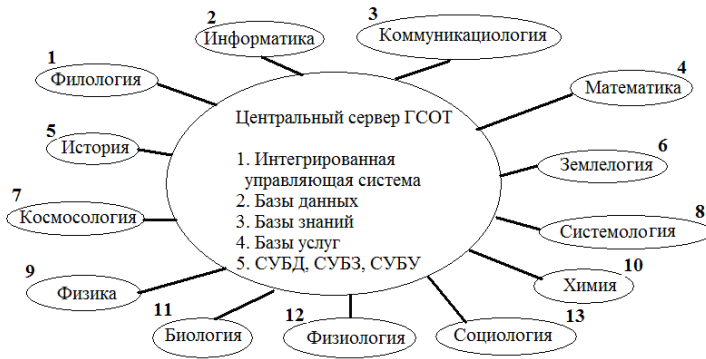 2
Информатика
3
Коммуникациология
1
Филология
4
Математика
Центральный сервер ГСОТ
5
История
1. Интегрированная
управляющая система
2. Базы данных
3. Базы знаний
4. Базы услуг
5. СУБД, СУБЗ, СУБУ
6
Землелогия
7
Космосология
8
Системология
9
Физика
10
Химия
11
Биология
12
Физиология
13
Социология